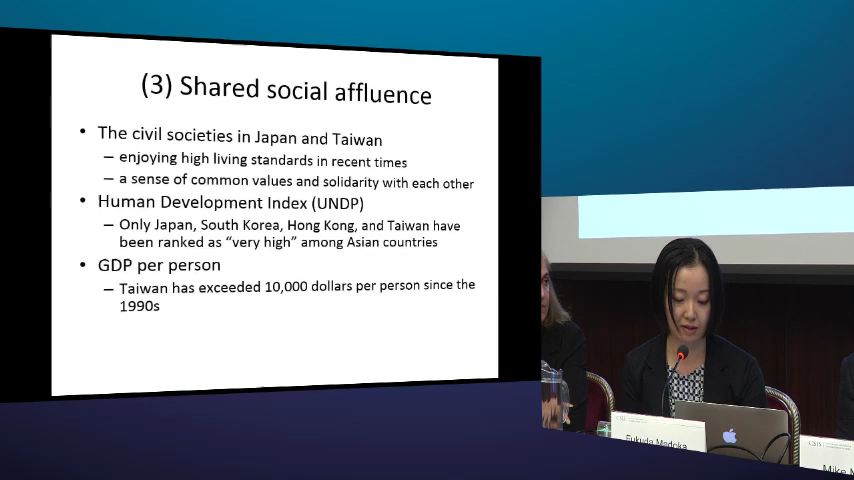 (3) Shared social affluence
• The civil societies in Japan and Taiwan
– enjoying high living standards in recent times
– a sense of common values and solidarity with each other
• Human Development Index (UNDP)
– Only Japan, South Korea, Hong Kong, and Taiwan have
been ranked as “very high” among Asian countries
• GDP per person
– Taiwan has exceeded 10,000 dollars per person since the
1990s
CSIS
Fukuda Madoka
CSIS
Mike M